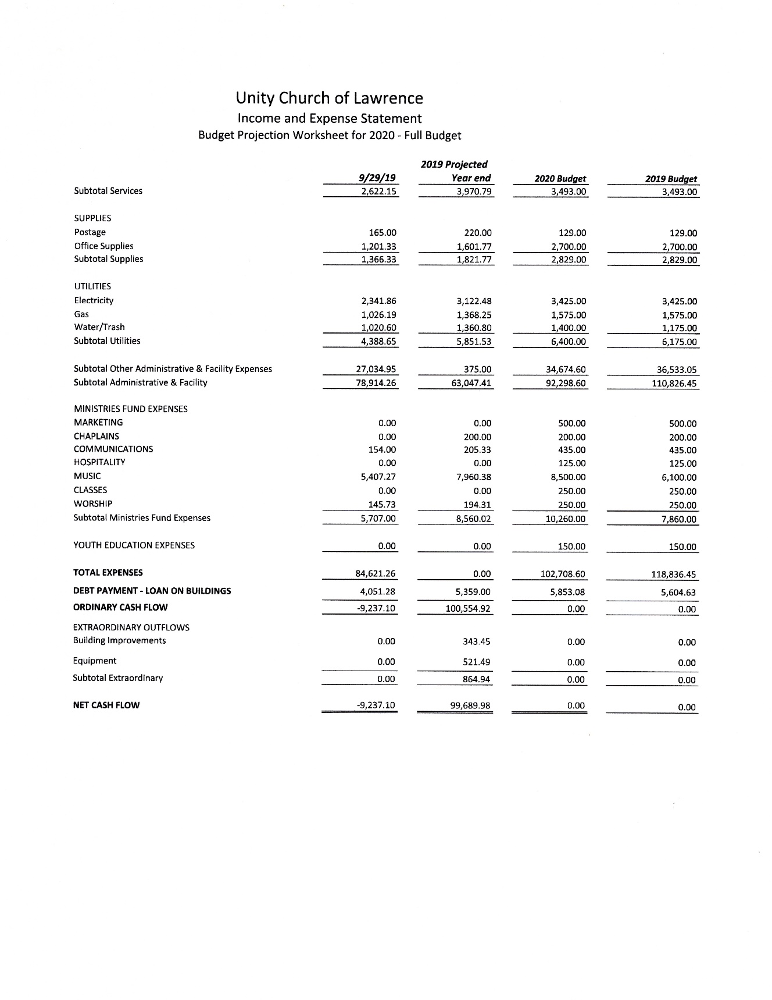 Unity Church of Lawrence
Income and Expense Statement
Budget Projection Worksheet for 2020 - Full Budget
2019 Projected
9/29/19 Year end 2020 Budget 2019 Budget
Subtotal Services 2,622.15 3,970.79 3,493.00 3,493.00
SUPPLIES
Postage 165.00 220.00 129.00 129.00
Office Supplies 1,201.33 1,601.77 2,700.00 2,700.00
Subtotal Supplies 1,366.33 1,821.77 2,829.00 2,829.00
UTILITIES
Electricity 2,341.86 3,122.48 3,425.00 3,425.00
Gas 1,026.19 1,368.25 1,575.00 1,575.00
Water/Trash 1,020.60 1,360.80 1,400.00 1,175.00
Subtotal Utilities 4,388.65 5,851.53 6,400.00 6,175.00
Subtotal Other Administrative & Facility Expenses 27,034.95 375.00 34,674.60 36,533.05
Subtotal Administrative & Facility 78,914.26 63,047.41 92,298.60 110,826.45
MINISTRIES FUND EXPENSES
MARKETING 0.00 0.00 500.00 500.00
CHAPLAINS 0.00 200.00 200.00 200.00
COMMUNICATIONS 154.00 205.33 435.00 435.00
HOSPITALITY 0.00 0.00 125.00 125.00
MUSIC 5,407.27 7,960.38 8,500.00 6,100.00
CLASSES 0.00 0.00 250.00 250.00
WORSHIP 145.73 194.31 250.00 250.00
Subtotal Ministries Fund Expenses 5,707.00 8,560.02 10,260.00 7,860.00
YOUTH EDUCATION EXPENSES 0.00 0.00 150.00 150.00
TOTAL EXPENSES 84,621.26 0.00 102,708.60 118,836.45
DEBT PAYMENT - LOAN ON BUILDINGS 4,051.28 5,359.00 5,853.08 5,604.63
ORDINARY CASH FLOW -9,237.10 100,554.92 0.00 0.00
EXTRAORDINARY OUTFLOWS
Building Improvements 0.00 343.45 0.00 0.00
Equipment 0.00 521.49 0.00 0.00
Subtotal Extraordinary 0.00 864.94 0.00 0.00
NET CASH FLOW -9,237.10 99,689.98 0.00 0.00